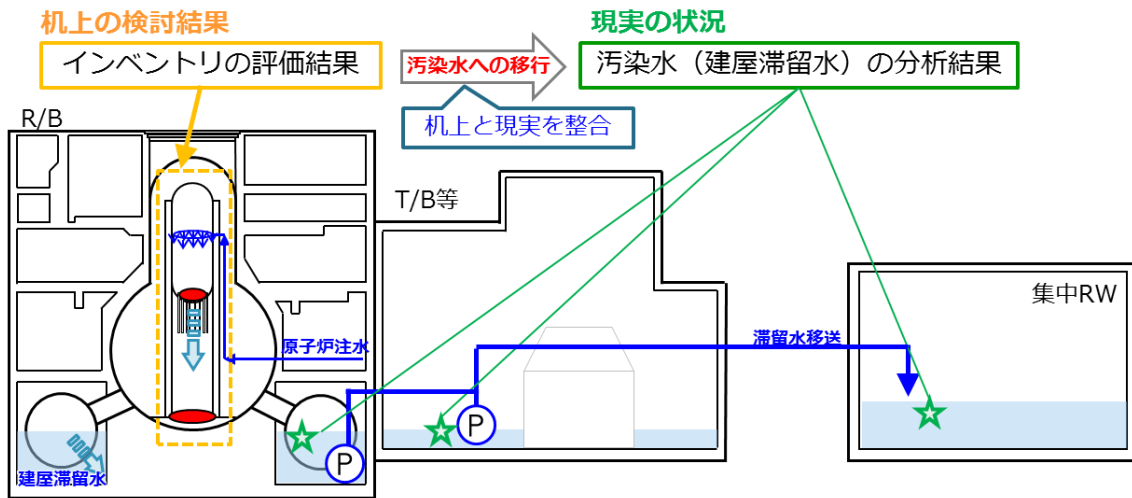 机上の検討結果
現実の状況
インベントリの評価結果
汚染水への移行
汚染水（建屋滞留水）の分析結果
机上と現実を整合
R/B
T/B等
集中RW
原子炉注水
滞留水移送
P
P
建屋滞留水